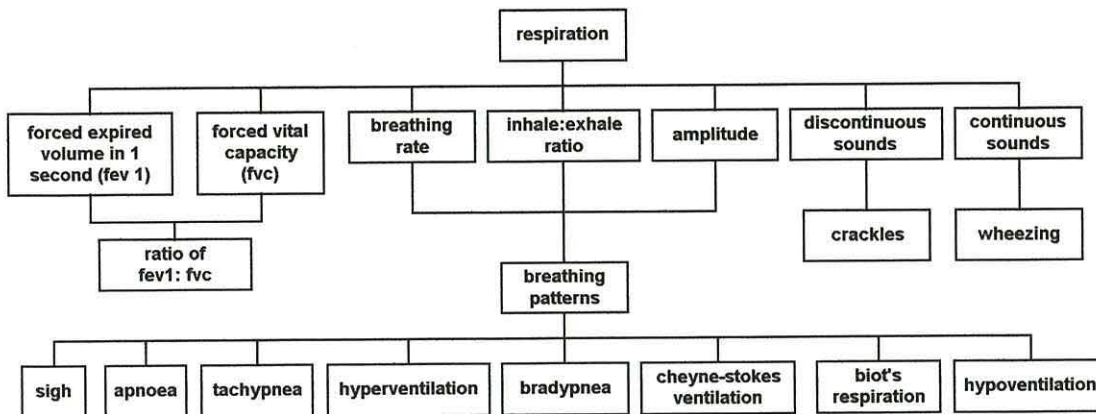 respiration
forced expired
volume in 1
second (fev 1)
forced vital
capacity
(fvc)
breathing
rate
inhale:exhale
ratio
amplitude
discontinuous
sounds
continuous
sounds
ratio of
fev1: fvc
crackles
wheezing
breathing
patterns
sigh
apnoea
tachypnea
hyperventilation
bradypnea
cheyne-stokes
ventilation
biot's
respiration
hypoventilation